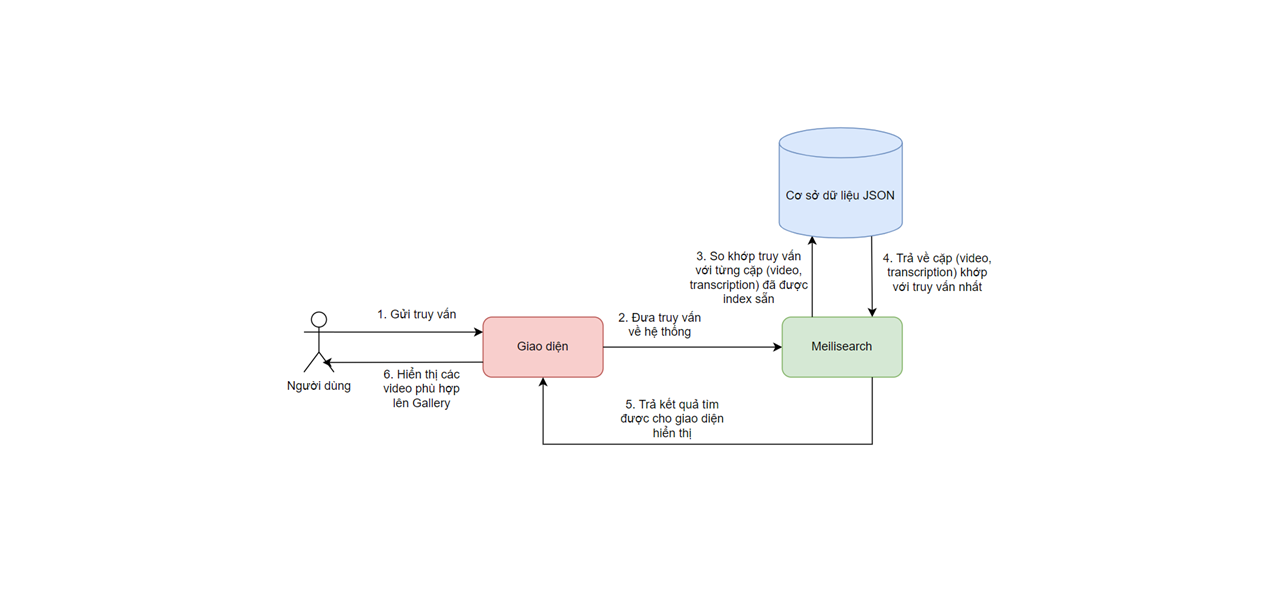 Cơ sở dữ liệu JSON
3. So khớp truy vấn
với từng cặp (video,
transcription) đã được
index sẵn
4. Trả về cặp (video,
transcription) khớp
với truy vấn nhất
1. Gửi truy vấn
2. Đưa truy vấn
về hệ thống
Giao diện
Meilisearch
6. Hiển thị các
video phù hợp
lên Gallery
Người dùng
5. Trả kết quả tìm
được cho giao diện
hiển thị